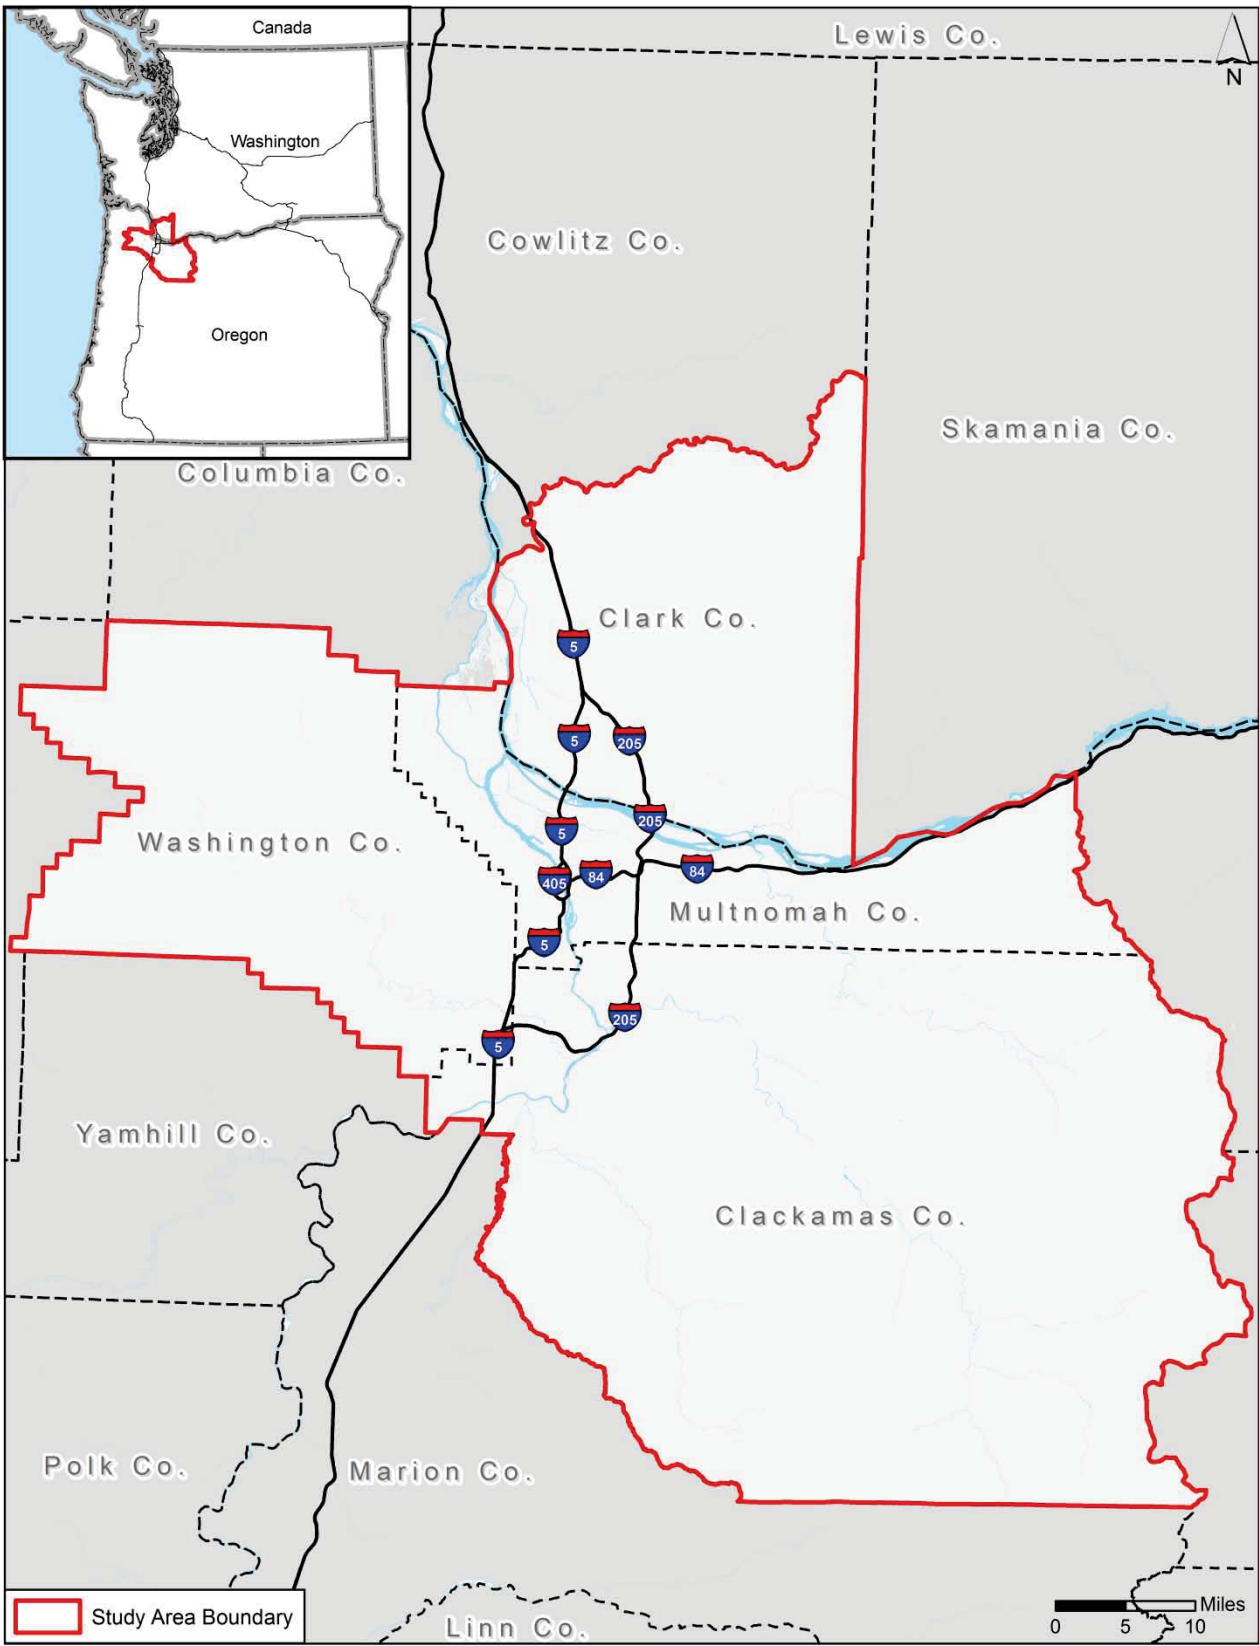 Canada
Lewis Co.
N
Washington
Cowlitz Co.
Oregon
Skamania Co.
Columbia Co.
Clark Co.
5
5
205
205
5
Washington Co.
84
84
405
Multnomah Co.
5
205
5
Yamhill Co.
Clackamas Co.
Polk Co.
Marion Co.
Study Area Boundary
Miles
0 5 10
Linn Co.